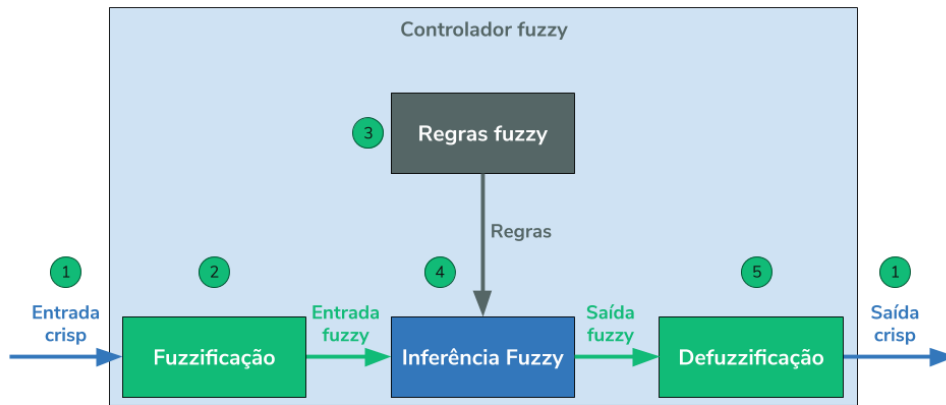 Controlador fuzzy
3
Regras fuzzy
Regras
1
2
4
5
1
Entrada
crisp
Fuzzificação
Entrada
fuzzy
Inferência Fuzzy
Saída
fuzzy
Defuzzificação
Saída
crisp